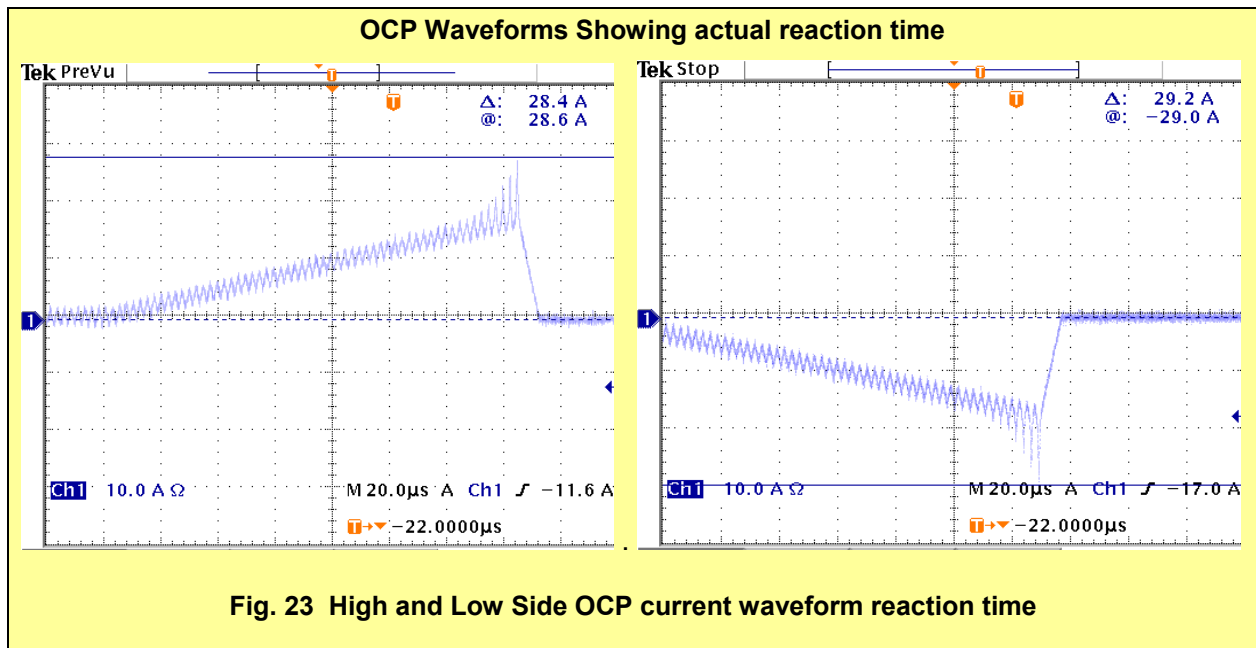 OCP Waveforms Showing actual reaction time
Tek PreVu
T
T
Δ: 28.4 A
@: 28.6 A
1
Ch1 10.0 A Ω
M 20.0µs A Ch1 ʃ −11.6 A
T→▼ −22.0000µs
Tek Stop
T
T
Δ: 29.2 A
@: −29.0 A
1
Ch1 10.0 A Ω
M 20.0µs A Ch1 ʃ −17.0 A
T→▼ −22.0000µs
.
Fig. 23 High and Low Side OCP current waveform reaction time